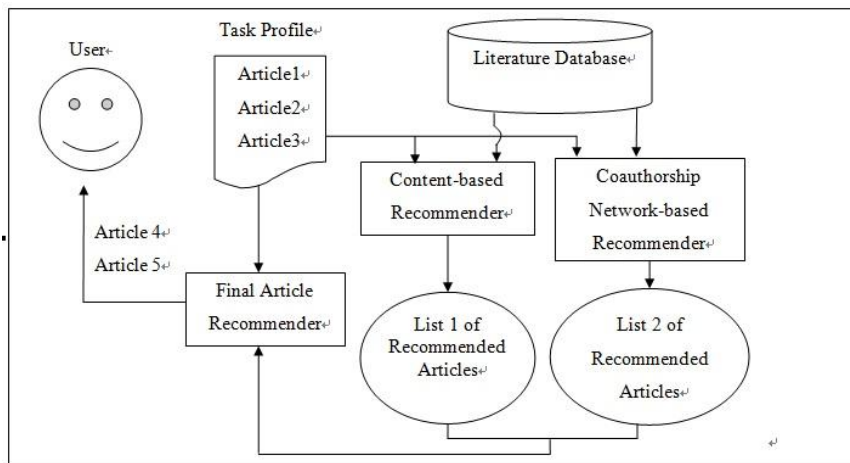 User
Task Profile
Article1
Article2
Article3
Literature Database
Content-based
Recommender
Coauthorship
Network-based
Recommender
Article 4
Article 5
Final Article
Recommender
List 1 of
Recommended
Articles
List 2 of
Recommended
Articles